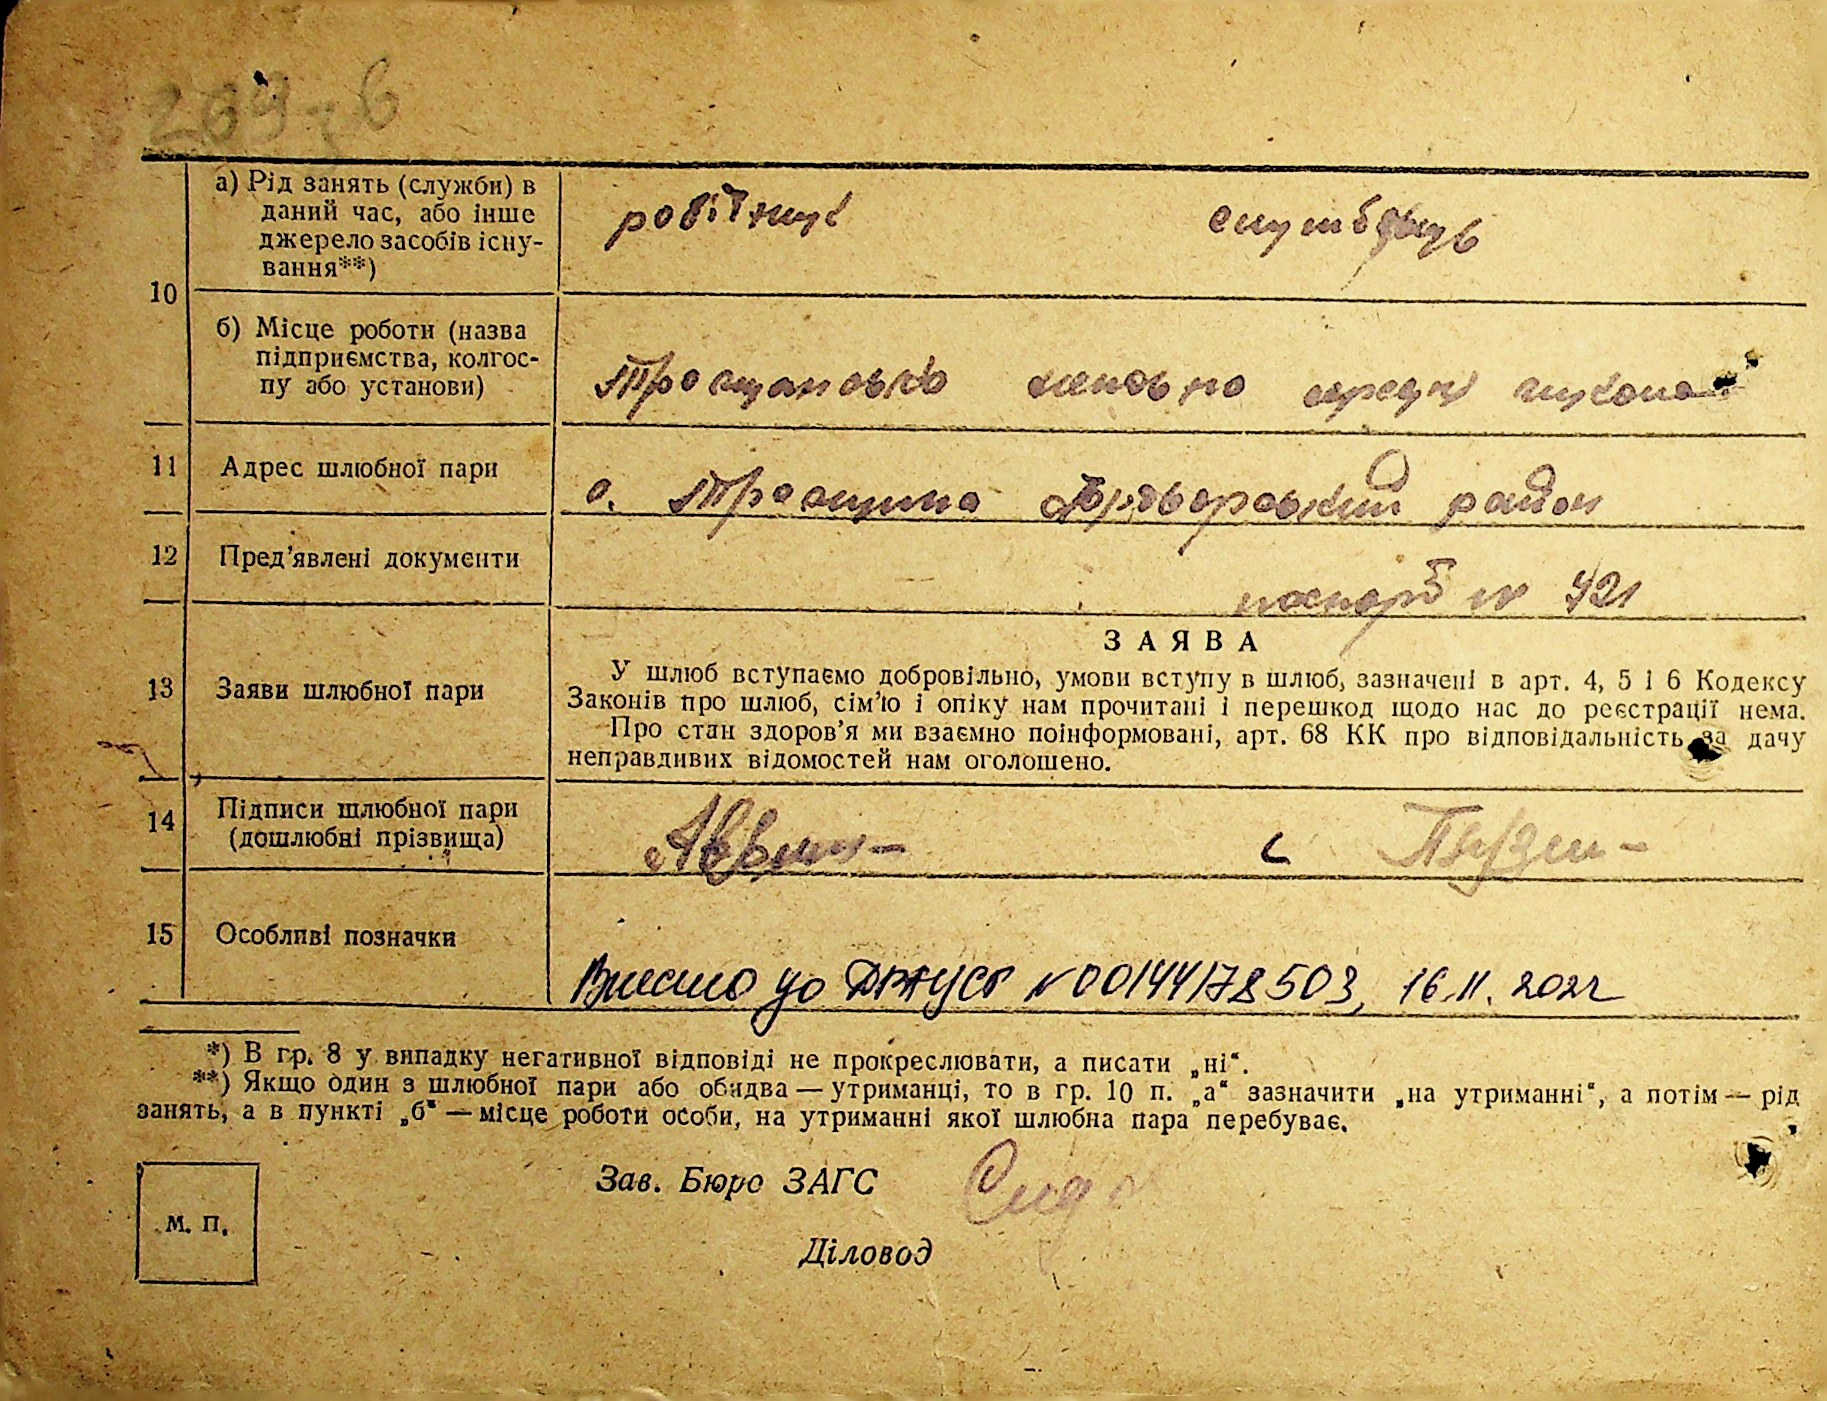 269
10
а) Рід занять (служби) в
даний час, або інше
джерело засобів існу-
вання**)
робітник
службець
б) Місце роботи (назва
підприємства, колгос-
пу або установи)
школа
11
Адрес шлюбної пари
с. район
12
Пред’явлені документи
паспорт № 421
13
Заяви шлюбної пари
ЗАЯВА
У шлюб вступаємо добровільно, умови вступу в шлюб, зазначені в арт. 4, 5 і 6 Кодексу
Законів про шлюб, сім’ю і опіку нам прочитані і перешкод щодо нас до реєстрації нема.
Про стан здоров’я ми взаємно поінформовані, арт. 68 КК про відповідальність за дачу
неправдивих відомостей нам оголошено.
14
Підписи шлюбної пари
(дошлюбні прізвища)
15
Особливі позначки
Внесено до ДРАЦСГ №00144178503, 16.11.2022
*) В гр. 8 у випадку негативної відповіді не прокреслювати, а писати „ні“.
**) Якщо один з шлюбної пари або обидва — утриманці, то в гр. 10 п. „а“ зазначити „на утриманні“, а потім — рід
занять, а в пункті „б“ — місце роботи особи, на утриманні якої шлюбна пара перебуває.
Зав. Бюро ЗАГС
М. П.
Діловод